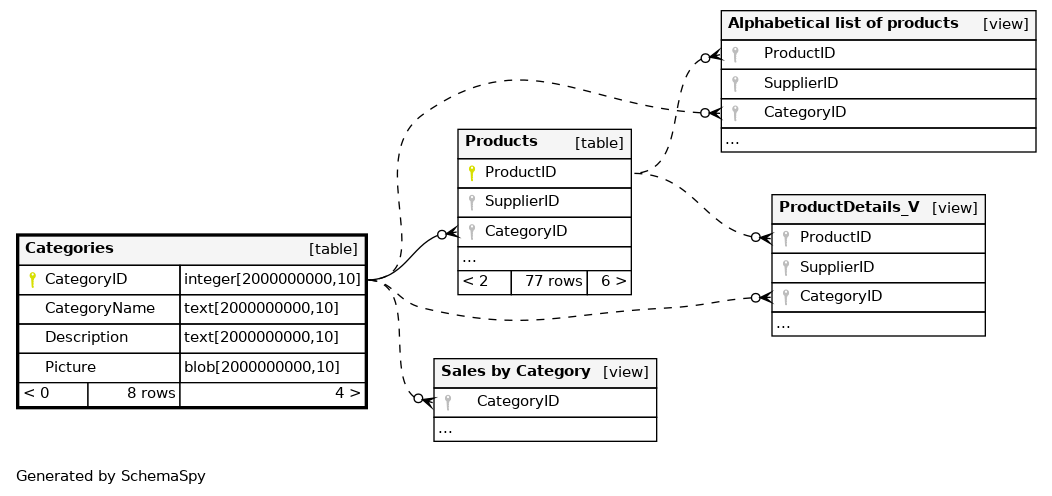 Alphabetical list of products [view]
ProductID
SupplierID
CategoryID
...
Products [table]
ProductID
SupplierID
CategoryID
...
< 2 77 rows 6 >
ProductDetails_V [view]
ProductID
SupplierID
CategoryID
...
Categories [table]
CategoryID integer[2000000000,10]
CategoryName text[2000000000,10]
Description text[2000000000,10]
Picture blob[2000000000,10]
< 0 8 rows 4 >
Sales by Category [view]
CategoryID
...
Generated by SchemaSpy